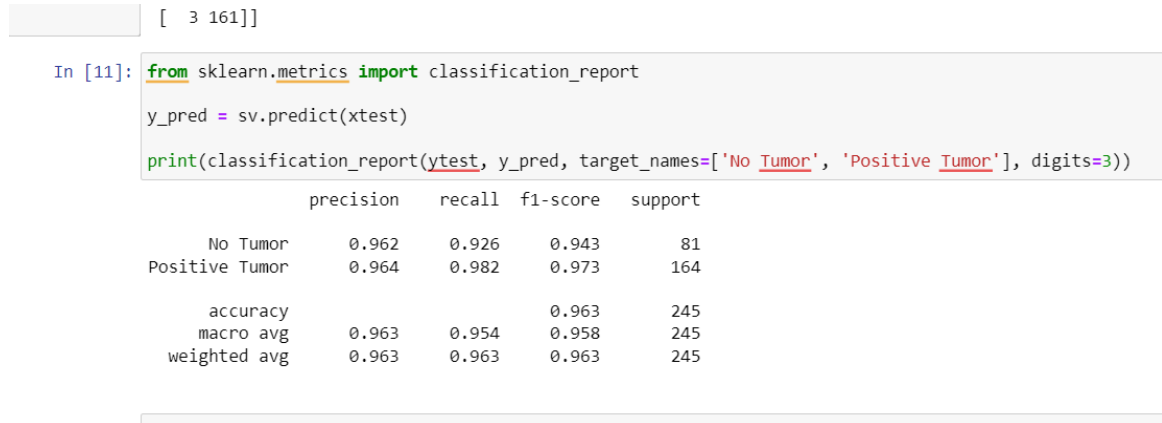 [  3 161]]
In [11]: from sklearn.metrics import classification_report
y_pred = sv.predict(xtest)
print(classification_report(ytest, y_pred, target_names=['No Tumor', 'Positive Tumor'], digits=3))
precision recall f1-score support
No Tumor 0.962 0.926 0.943 81
Positive Tumor 0.964 0.982 0.973 164
accuracy 0.963 245
macro avg 0.963 0.954 0.958 245
weighted avg 0.963 0.963 0.963 245